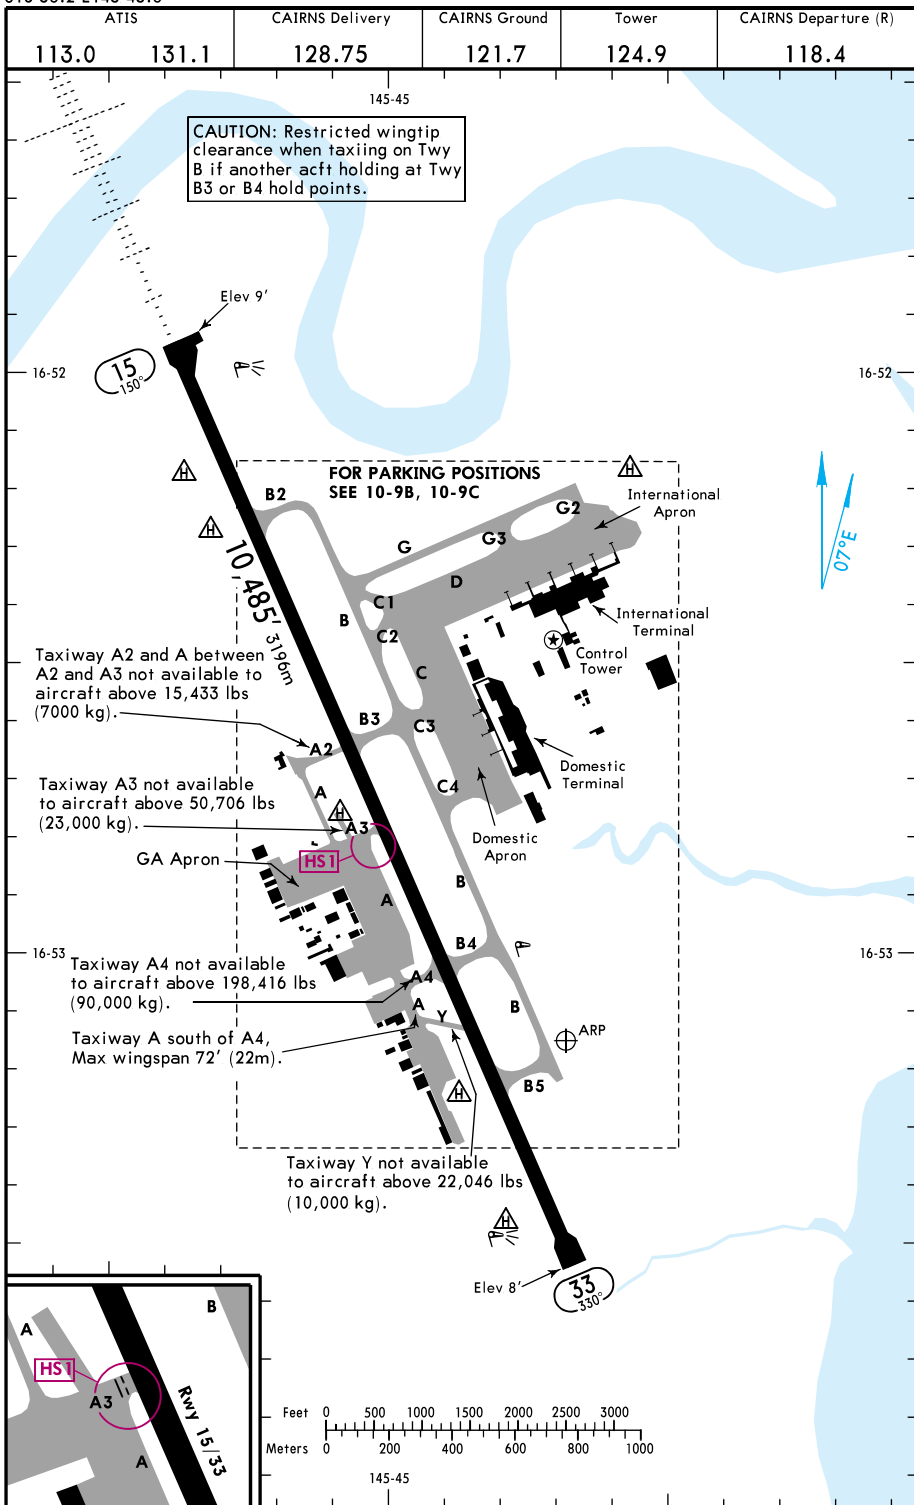 ATIS
CAIRNS Delivery
CAIRNS Ground
Tower
CAIRNS Departure (R)
113.0 131.1
128.75
121.7
124.9
118.4
145-45
CAUTION: Restricted wingtip
clearance when taxiing on Twy
B if another acft holding at Twy
B3 or B4 hold points.
Elev 9'
15
150°
16-52
16-52
H
H
H
FOR PARKING POSITIONS
SEE 10-9B, 10-9C
B2
G2
International
Apron
G3
G
07°E
10,485'
3196m
D
C1
B
C2
International
Terminal
Control
Tower
Taxiway A2 and A between
A2 and A3 not available to
aircraft above 15,433 lbs
(7000 kg).
C
B3
C3
A2
Domestic
Terminal
Taxiway A3 not available
to aircraft above 50,706 lbs
(23,000 kg).
A
C4
H
A3
Domestic
Apron
GA Apron
HS1
B
A
B4
16-53
16-53
Taxiway A4 not available
to aircraft above 198,416 lbs
(90,000 kg).
A4
A
Y
B
ARP
Taxiway A south of A4,
Max wingspan 72' (22m).
B5
H
Taxiway Y not available
to aircraft above 22,046 lbs
(10,000 kg).
H
Elev 8'
33
330°
A
B
HS1
A3
Rwy 15/33
A
Feet 0 500 1000 1500 2000 2500 3000
Meters 0 200 400 600 800 1000
145-45